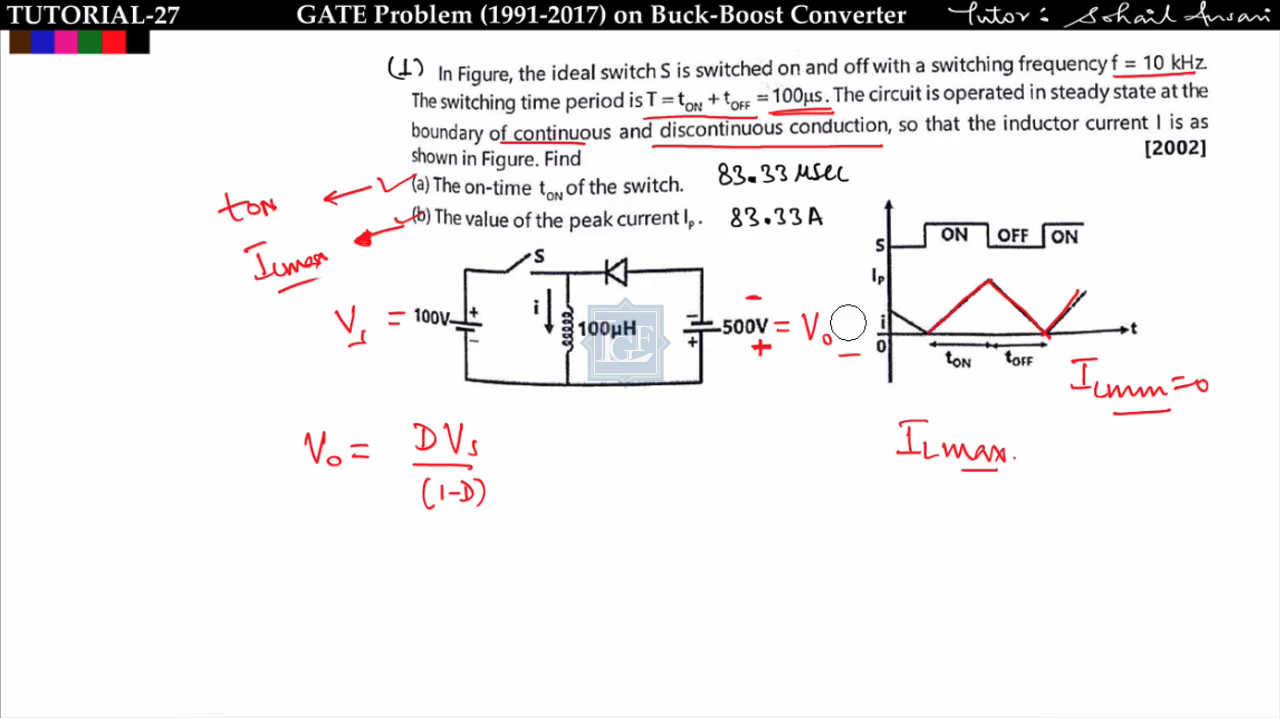 TUTORIAL-27 GATE Problem (1991-2017) on Buck-Boost Converter Tutor : Sohail Ansari
(1) In Figure, the ideal switch S is switched on and off with a switching frequency f = 10 kHz.
The switching time period is T = tON + tOFF = 100μs. The circuit is operated in steady state at the
boundary of continuous and discontinuous conduction, so that the inductor current I is as
shown in Figure. Find [2002]
(a) The on-time tON of the switch. 83.33 μsec
(b) The value of the peak current Ip. 83.33 A
tON
ILmax
S
Vs = 100V + -
i
100μH
- +
500V = Vo
- +
IGF
S ON OFF ON
Ip
i
0
t
tON tOFF
ILmin = 0
Vo = DVs / (1-D)
ILmax.